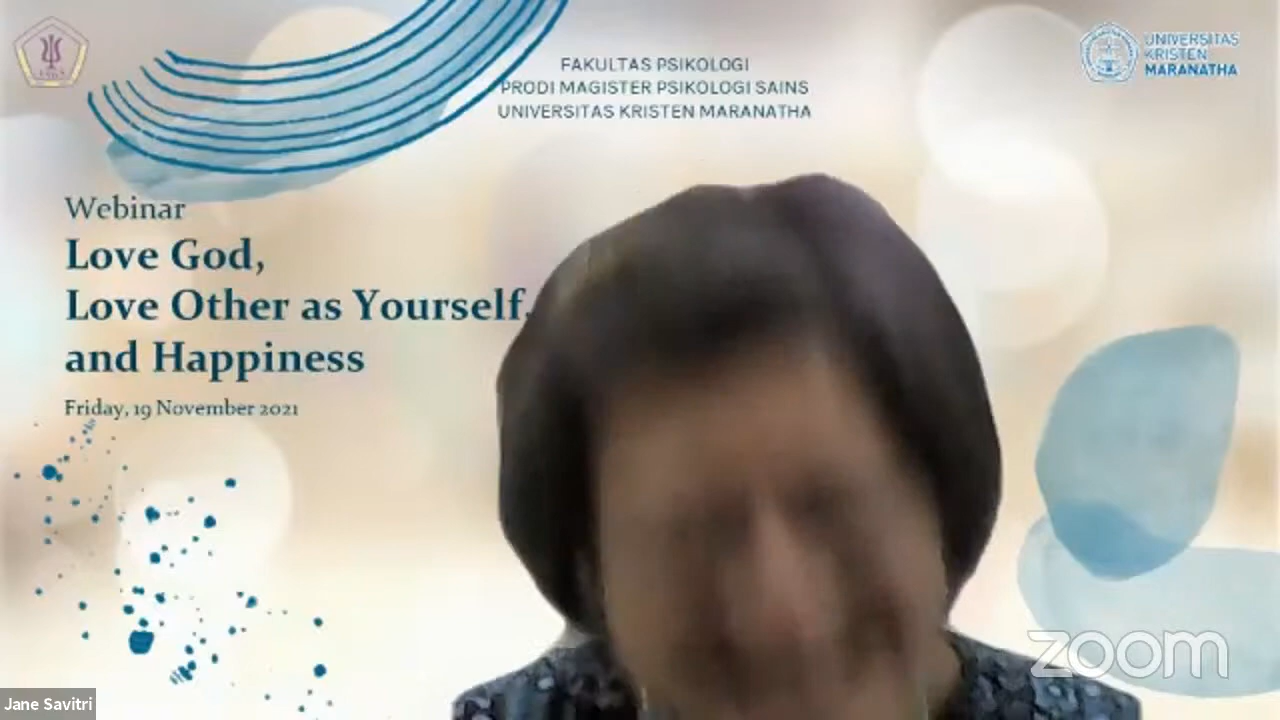 FAKULTAS PSIKOLOGI
PRODI MAGISTER PSIKOLOGI SAINS
UNIVERSITAS KRISTEN MARANATHA
UNIVERSITAS
KRISTEN
MARANATHA
Webinar
Love God,
Love Other as Yourself,
and Happiness
Friday, 19 November 2021
zoom
Jane Savitri